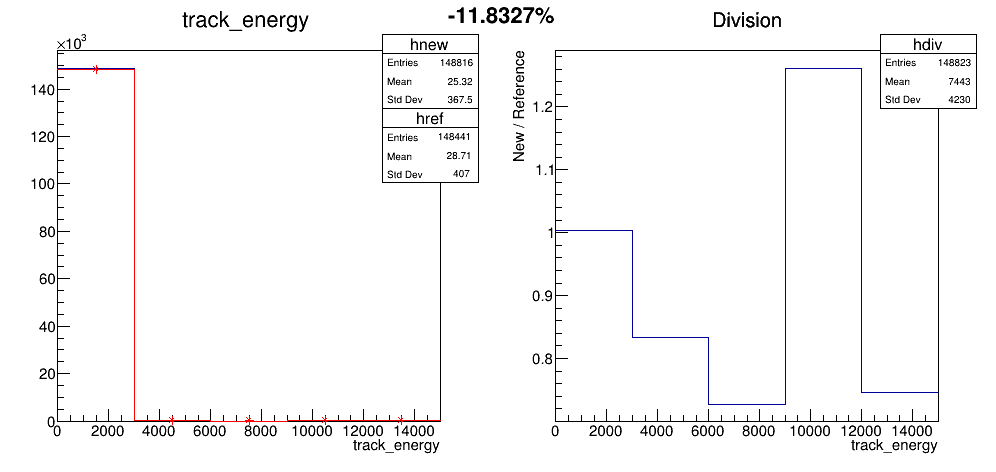 -11.8327%
track_energy
×10³
hnew
Entries 148816
Mean 25.32
Std Dev 367.5
href
Entries 148441
Mean 28.71
Std Dev 407
140
120
100
80
60
40
20
0
0 2000 4000 6000 8000 10000 12000 14000
track_energy
Division
hdiv
Entries 148823
Mean 7443
Std Dev 4230
New / Reference
1.2
1.1
1
0.9
0.8
0 2000 4000 6000 8000 10000 12000 14000
track_energy